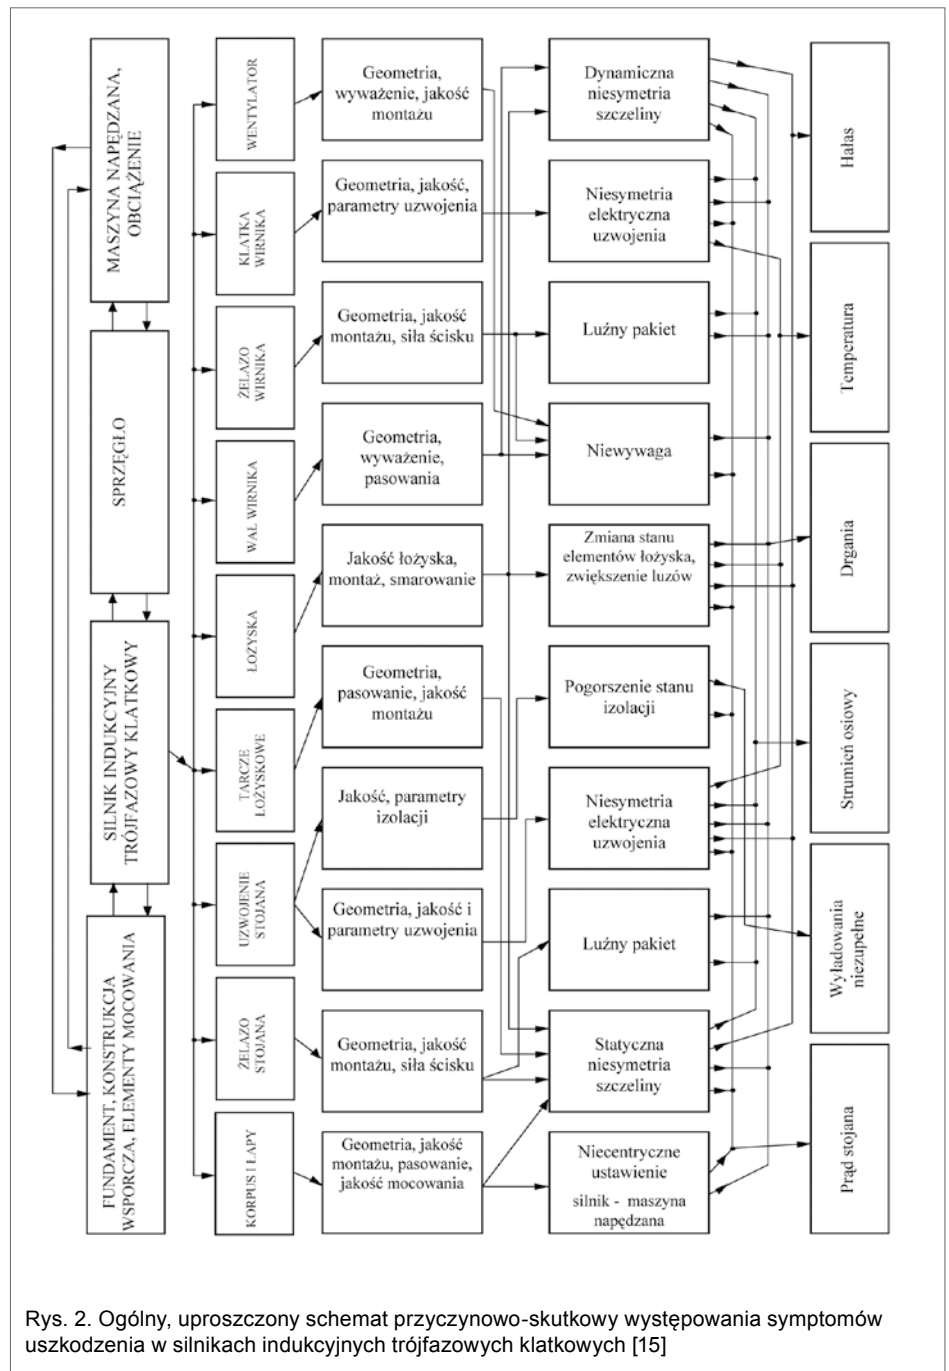 MASZYNA NAPĘDZANA,
OBCIĄŻENIE
SPRZĘGŁO
SILNIK INDUKCYJNY
TRÓJFAZOWY KLATKOWY
FUNDAMENT, KONSTRUKCJA
WSPORCZA, ELEMENTY MOCOWANIA
WENTYLATOR
KLATKA
WIRNIKA
ŻELAZO
WIRNIKA
WAŁ WIRNIKA
ŁOŻYSKA
TARCZE
ŁOŻYSKOWE
UZWOJENIE
STOJANA
ŻELAZO
STOJANA
KORPUS I ŁAPY
Geometria,
wyważenie, jakość
montażu
Geometria, jakość,
parametry uzwojenia
Geometria, jakość
montażu, siła ścisku
Geometria,
wyważenie,
pasowania
Jakość łożyska,
montaż, smarowanie
Geometria,
pasowanie, jakość
montażu
Jakość, parametry
izolacji
Geometria, jakość i
parametry uzwojenia
Geometria, jakość
montażu, siła ścisku
Geometria, jakość
montażu, pasowanie,
jakość mocowania
Dynamiczna
niesymetria
szczeliny
Niesymetria
elektryczna
uzwojenia
Luźny pakiet
Niewywaga
Zmiana stanu
elementów łożyska,
zwiększenie luzów
Pogorszenie stanu
izolacji
Niesymetria
elektryczna
uzwojenia
Luźny pakiet
Statyczna
niesymetria
szczeliny
Niecentryczne
ustawienie
silnik - maszyna
napędzana
Hałas
Temperatura
Drgania
Strumień osiowy
Wyładowania
niezupełne
Prąd stojana
Rys. 2. Ogólny, uproszczony schemat przyczynowo-skutkowy występowania symptomów
uszkodzenia w silnikach indukcyjnych trójfazowych klatkowych [15]